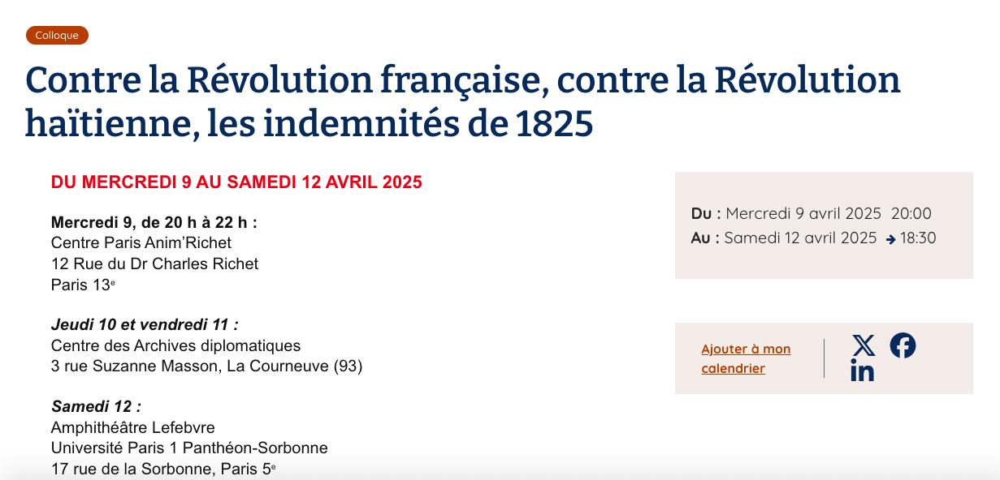 Colloque
Contre la Révolution française, contre la Révolution
haïtienne, les indemnités de 1825
DU MERCREDI 9 AU SAMEDI 12 AVRIL 2025
Mercredi 9, de 20 h à 22 h :
Centre Paris Anim’Richet
12 Rue du Dr Charles Richet
Paris 13e
Jeudi 10 et vendredi 11 :
Centre des Archives diplomatiques
3 rue Suzanne Masson, La Courneuve (93)
Samedi 12 :
Amphithéâtre Lefebvre
Université Paris 1 Panthéon-Sorbonne
17 rue de la Sorbonne, Paris 5e
Du : Mercredi 9 avril 2025 20:00
Au : Samedi 12 avril 2025 → 18:30
Ajouter à mon
calendrier